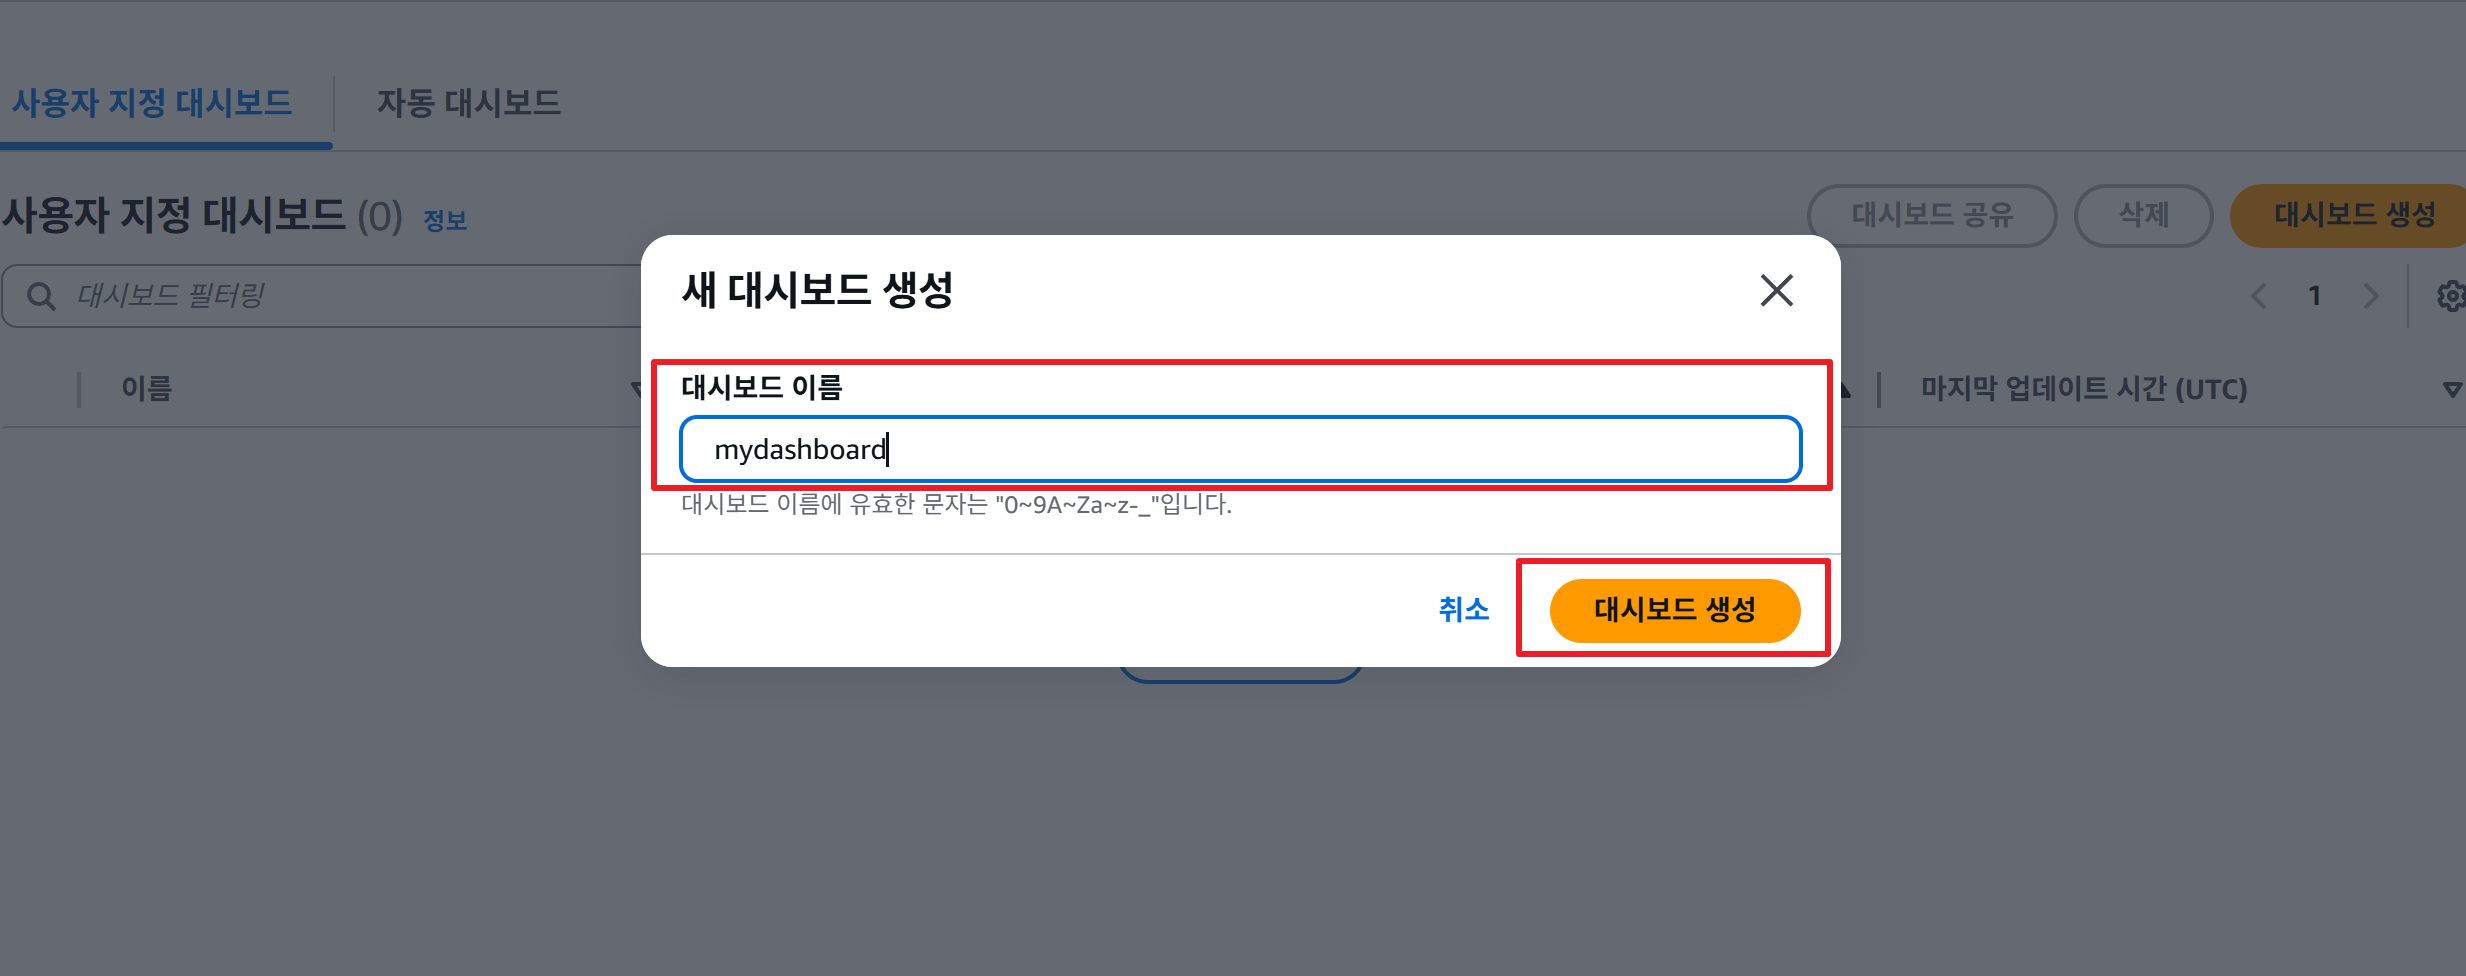 사용자 지정 대시보드
자동 대시보드
사용자 지정 대시보드 (0) 정보
대시보드 공유
삭제
대시보드 생성
대시보드 필터링
1
이름
마지막 업데이트 시간 (UTC)
새 대시보드 생성
대시보드 이름
mydashboard
대시보드 이름에 유효한 문자는 "0~9A~Za~z-_"입니다.
취소
대시보드 생성